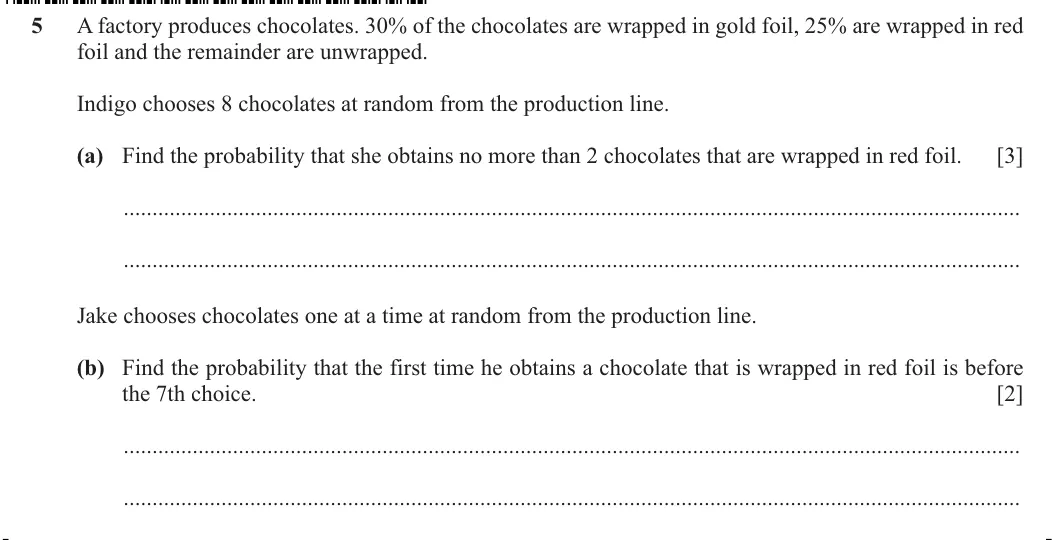 5 A factory produces chocolates. 30% of the chocolates are wrapped in gold foil, 25% are wrapped in red
foil and the remainder are unwrapped.
Indigo chooses 8 chocolates at random from the production line.
(a) Find the probability that she obtains no more than 2 chocolates that are wrapped in red foil. [3]
Jake chooses chocolates one at a time at random from the production line.
(b) Find the probability that the first time he obtains a chocolate that is wrapped in red foil is before
the 7th choice. [2]